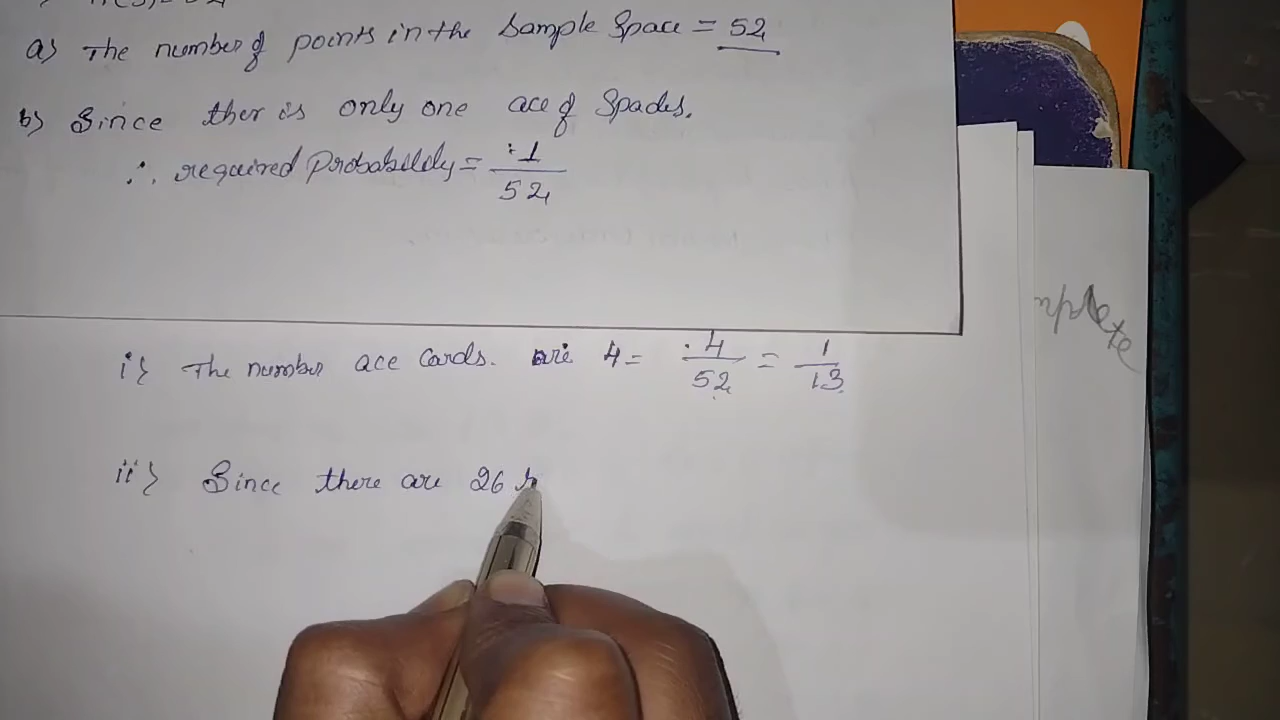 a) The number of points in the Sample Space = 52
b) Since ther is only one ace of Spades.
∴ required Probability = 1/52
i} The number ace Cards. are 4 = 4/52 = 1/13
ii} Since there are 26